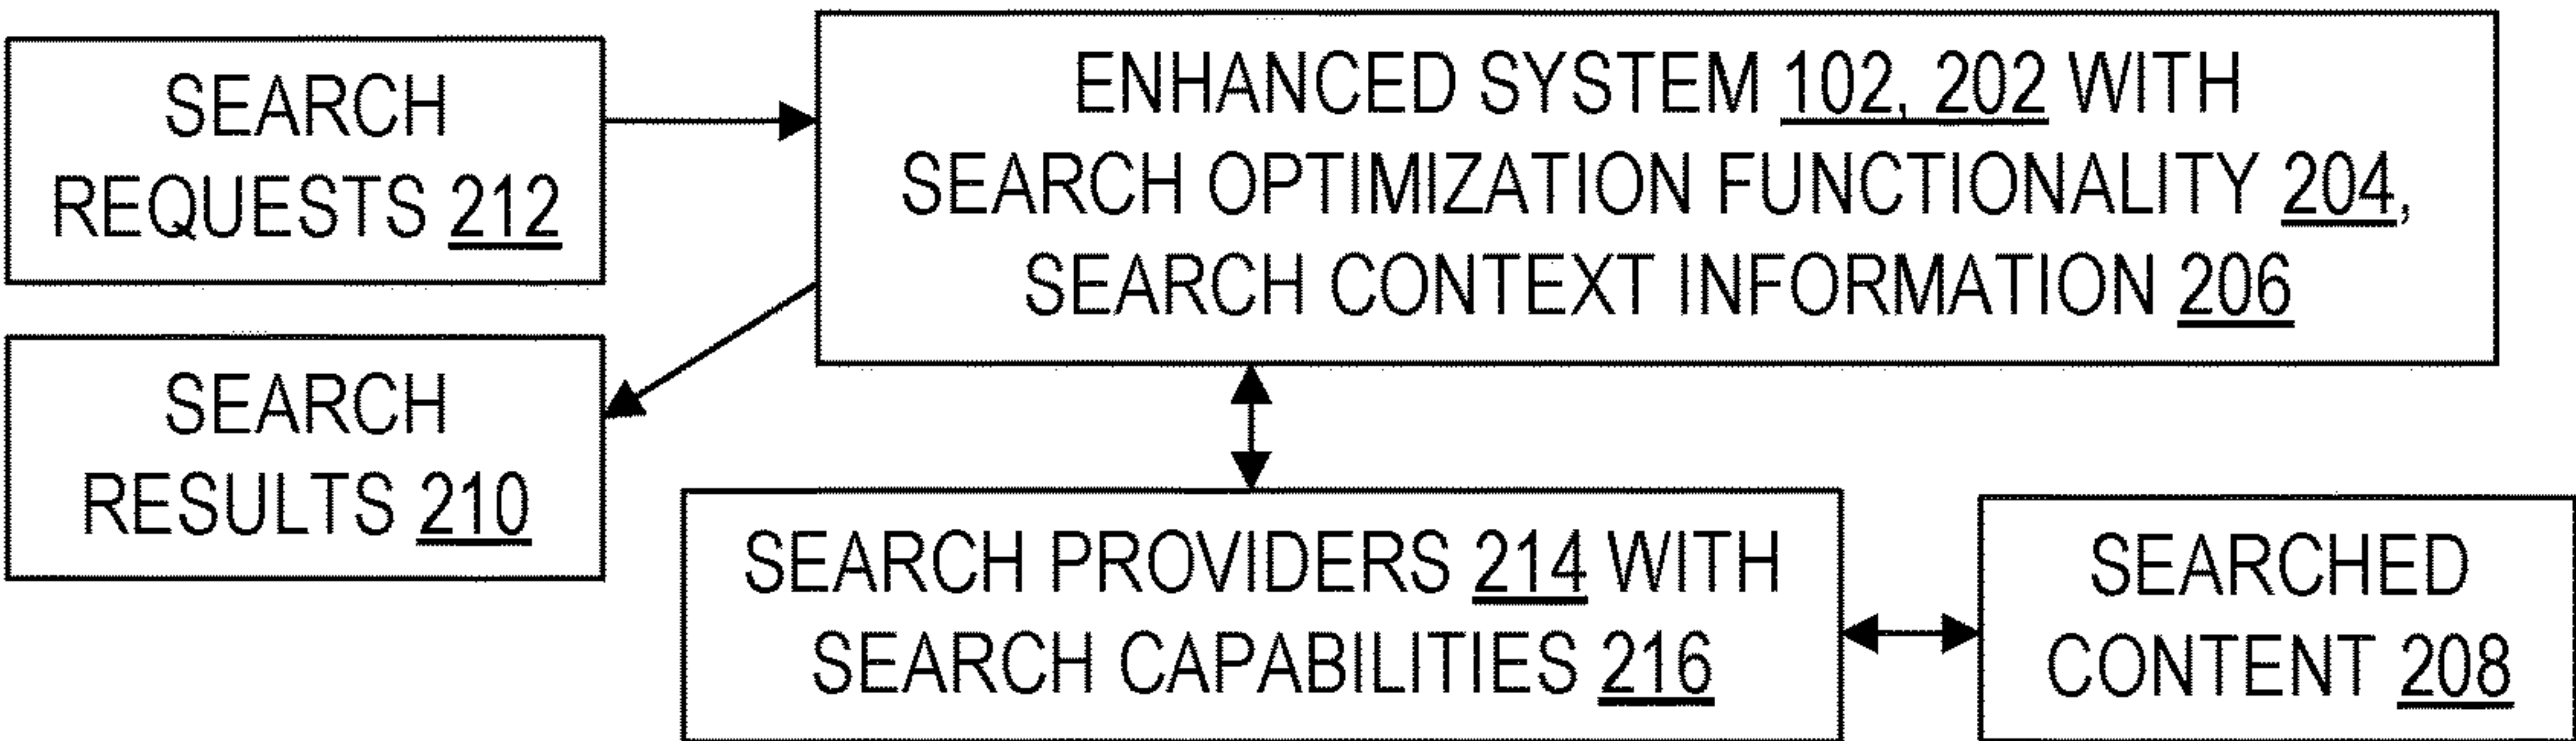 SEARCH
REQUESTS 212
ENHANCED SYSTEM 102, 202 WITH
SEARCH OPTIMIZATION FUNCTIONALITY 204,
SEARCH CONTEXT INFORMATION 206
SEARCH
RESULTS 210
SEARCH PROVIDERS 214 WITH
SEARCH CAPABILITIES 216
SEARCHED
CONTENT 208